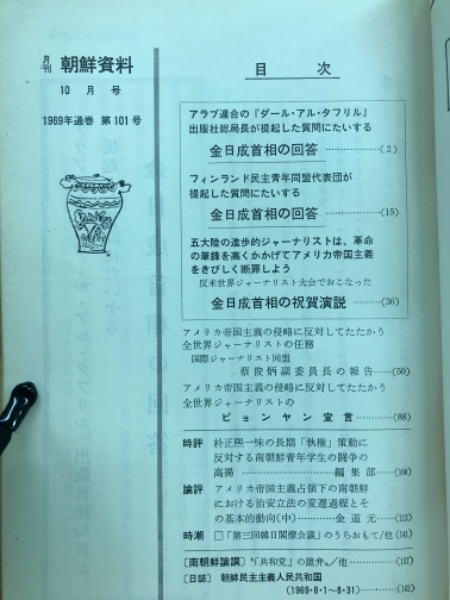 月刊 朝鮮資料
10月号
1969年通巻 第101号
目次
アラブ連合の『ダール・アル・タフリル』
出版社総局長が提起した質問にたいする
金日成首相の回答 ……………(2)
フィンランド民主青年同盟代表団が
提起した質問にたいする
金日成首相の回答 ……………(15)
五大陸の進歩的ジャーナリストは、革命
の筆鋒を高くかかげてアメリカ帝国主義
をきびしく断罪しよう
反米世界ジャーナリスト大会でおこなった
金日成首相の祝賀演説 ………(36)
アメリカ帝国主義の侵略に反対してたたかう
全世界ジャーナリストの任務
国際ジャーナリスト同盟
蔡俊炳副委員長の報告……(50)
アメリカ帝国主義の侵略に反対してたたかう
全世界ジャーナリストの
ピョンヤン宣言…………(88)
時評 朴正熙一味の長期「執権」策動に
反対する南朝鮮青年学生の闘争の
高揚 ……………編集部……(108)
論評 アメリカ帝国主義占領下の南朝鮮
における治安立法の変遷過程とそ
の基本的動向(中)…………金道元……(113)
時潮 □「第三回韓日閣僚会議」のうちおもて/他(141)
〔南朝鮮論調〕 "「共和党」の詭弁"/他……………(157)
〔日誌〕 朝鮮民主主義人民共和国
(1969・8・1~8・31)……………(162)